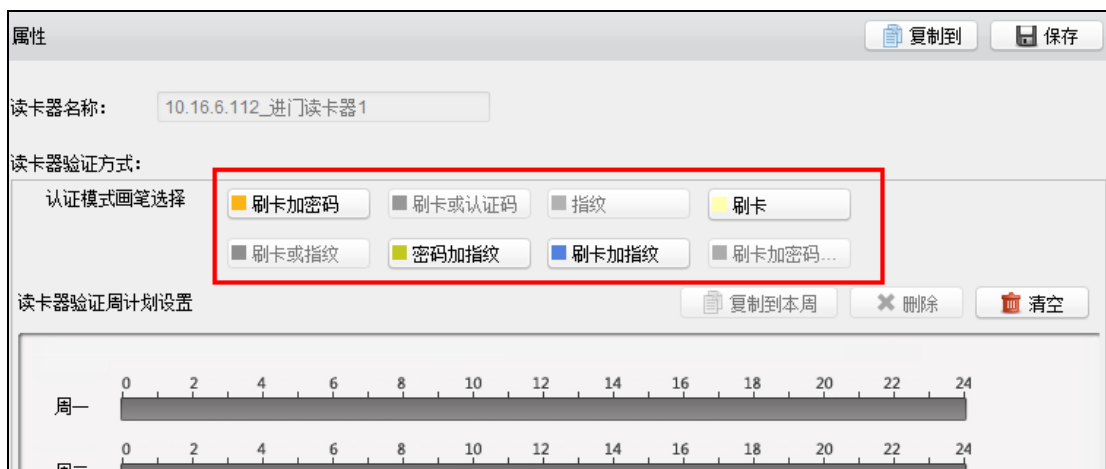 属性 复制到 保存
读卡器名称： 10.16.6.112_进门读卡器1
读卡器验证方式：
认证模式画笔选择 刷卡加密码 刷卡或认证码 指纹 刷卡
刷卡或指纹 密码加指纹 刷卡加指纹 刷卡加密码...
读卡器验证周计划设置 复制到本周 删除 清空
0 2 4 6 8 10 12 14 16 18 20 22 24
周一
0 2 4 6 8 10 12 14 16 18 20 22 24